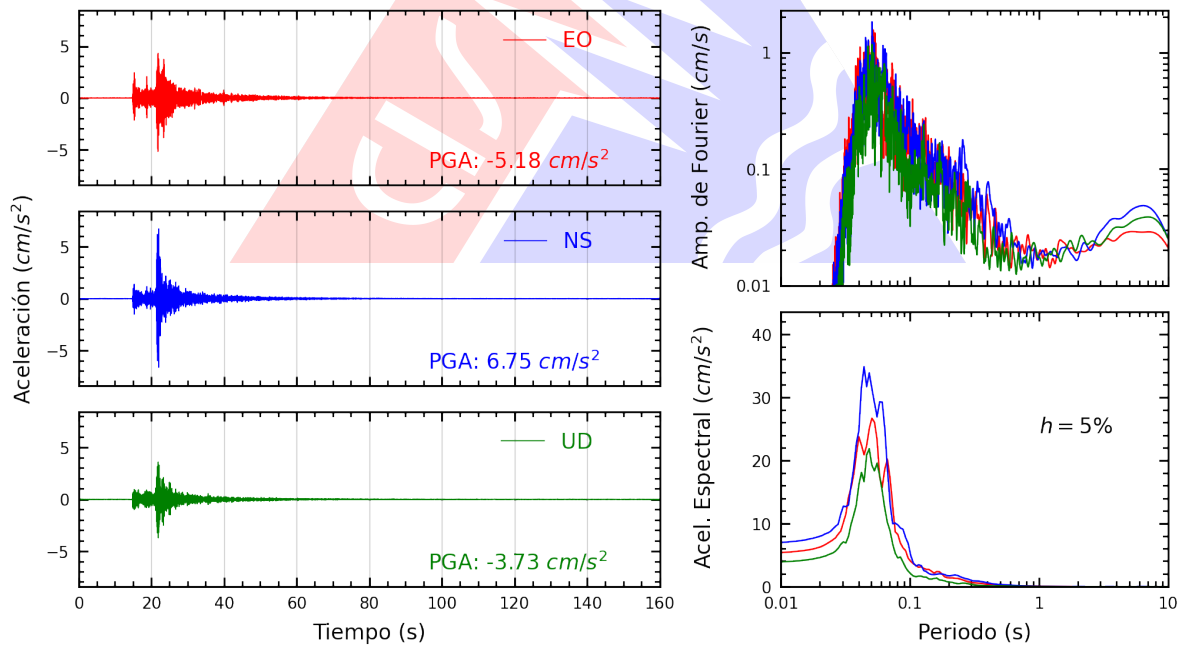 Aceleración (cm/s²)
5
0
−5
EO
PGA: -5.18 cm/s²
5
0
−5
NS
PGA: 6.75 cm/s²
5
0
−5
UD
PGA: -3.73 cm/s²
0 20 40 60 80 100 120 140 160
Tiempo (s)
Amp. de Fourier (cm/s)
1
0.1
0.01
Acel. Espectral (cm/s²)
40
30
20
10
0
h = 5%
0.01 0.1 1 10
Periodo (s)